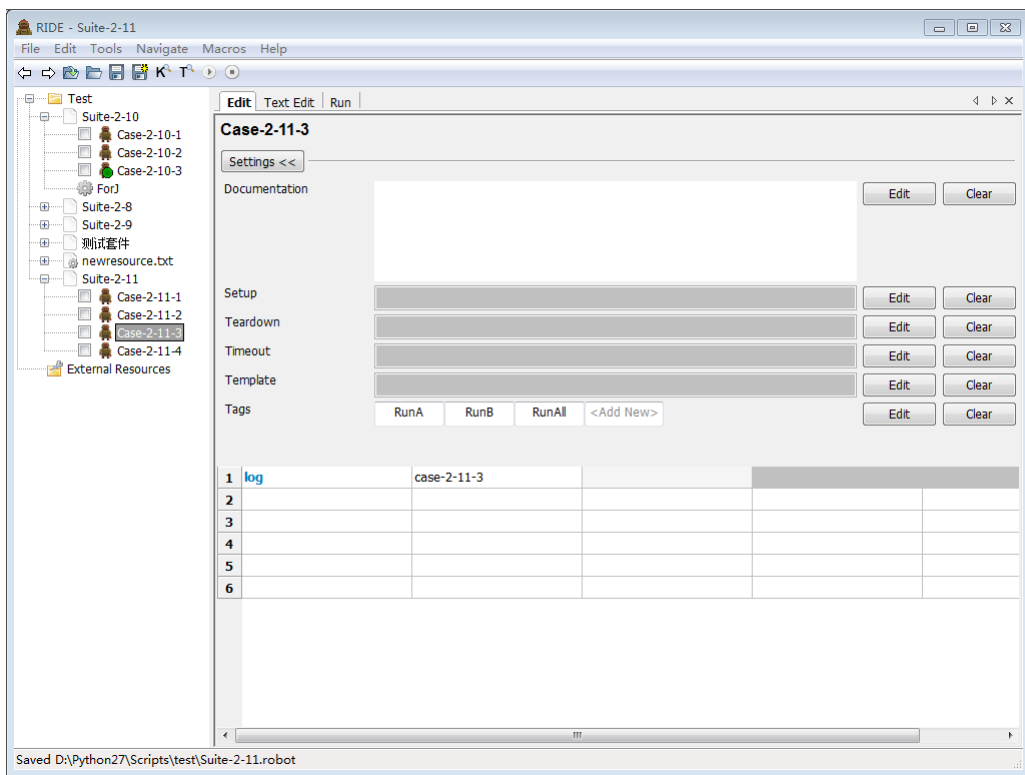 RIDE - Suite-2-11
File Edit Tools Navigate Macros Help
Test
Suite-2-10
Case-2-10-1
Case-2-10-2
Case-2-10-3
ForJ
Suite-2-8
Suite-2-9
测试套件
newresource.txt
Suite-2-11
Case-2-11-1
Case-2-11-2
Case-2-11-3
Case-2-11-4
External Resources
Edit Text Edit Run
Case-2-11-3
Settings <<
Documentation Edit Clear
Setup Edit Clear
Teardown Edit Clear
Timeout Edit Clear
Template Edit Clear
Tags RunA RunB RunAll <Add New> Edit Clear
1 log case-2-11-3
2
3
4
5
6
Saved D:\Python27\Scripts\test\Suite-2-11.robot